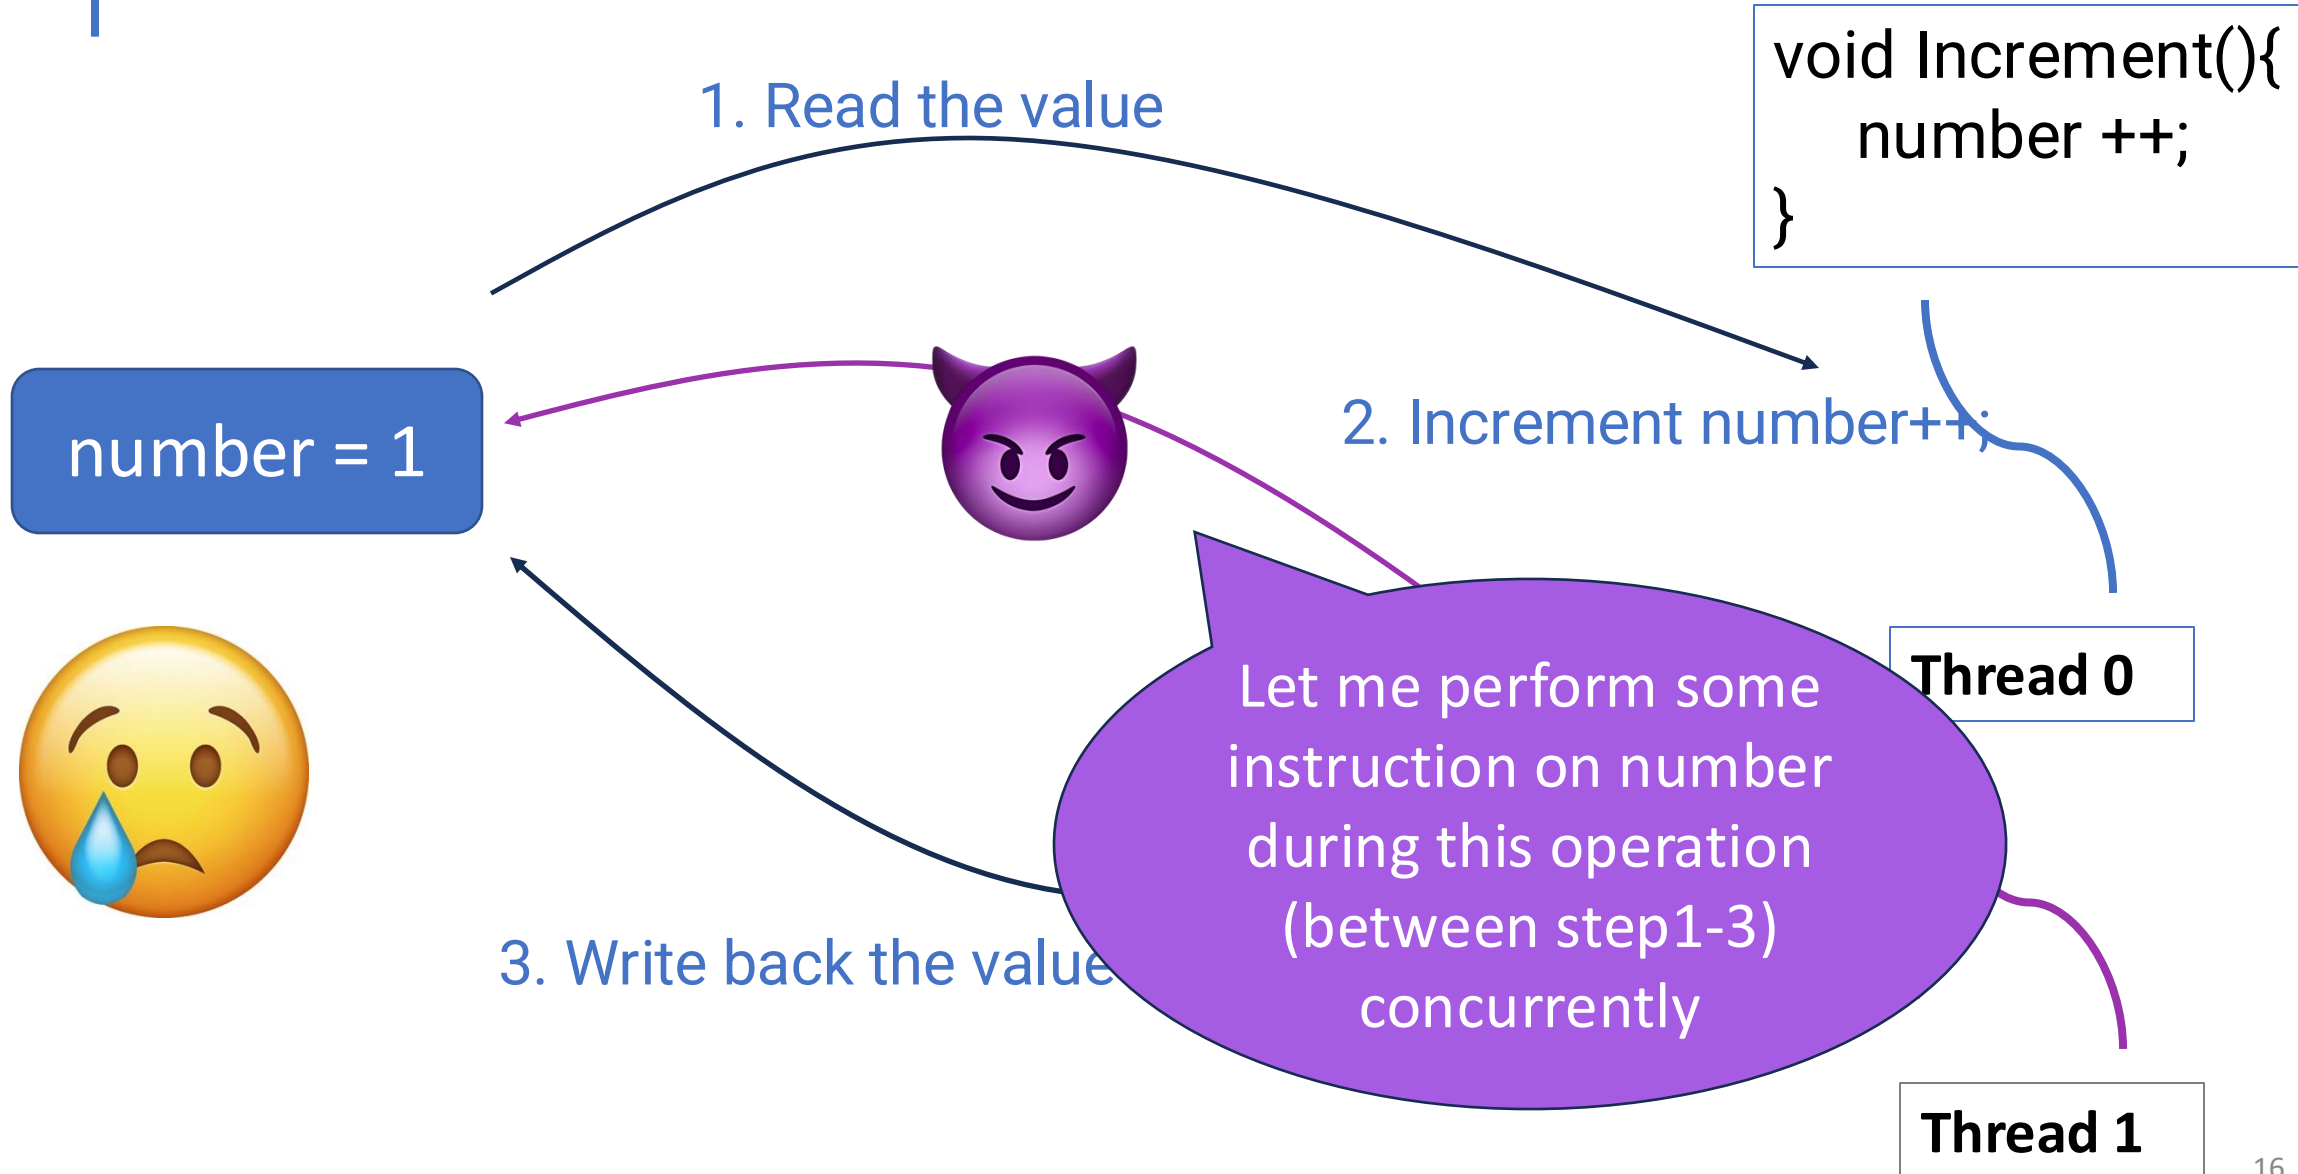 void Increment(){
number ++;
}
1. Read the value
2. Increment number++;
number = 1
Let me perform some
instruction on number
during this operation
(between step1-3)
concurrently
Thread 0
3. Write back the value
Thread 1
16